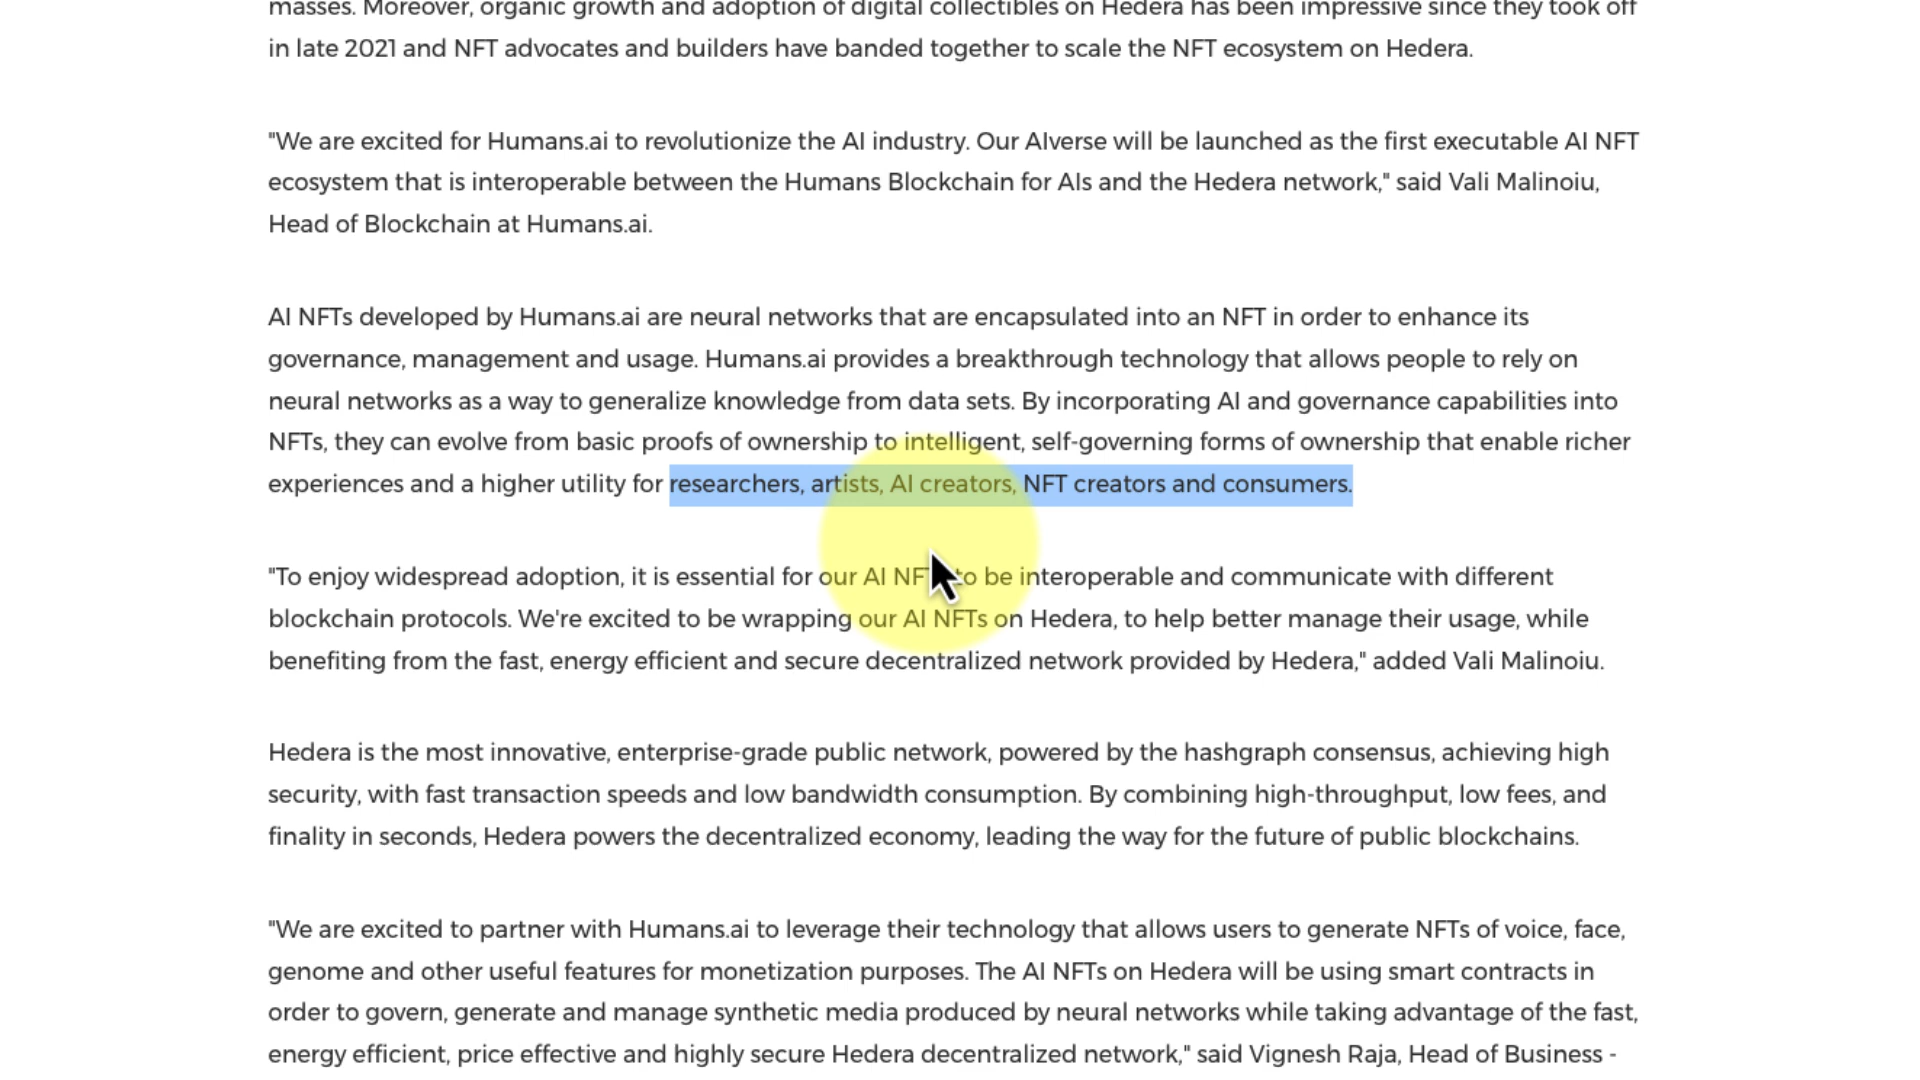 masses. Moreover, organic growth and adoption of digital collectibles on Hedera has been impressive since they took off
in late 2021 and NFT advocates and builders have banded together to scale the NFT ecosystem on Hedera.
"We are excited for Humans.ai to revolutionize the AI industry. Our AIverse will be launched as the first executable AI NFT
ecosystem that is interoperable between the Humans Blockchain for AIs and the Hedera network," said Vali Malinoiu,
Head of Blockchain at Humans.ai.
AI NFTs developed by Humans.ai are neural networks that are encapsulated into an NFT in order to enhance its
governance, management and usage. Humans.ai provides a breakthrough technology that allows people to rely on
neural networks as a way to generalize knowledge from data sets. By incorporating AI and governance capabilities into
NFTs, they can evolve from basic proofs of ownership to intelligent, self-governing forms of ownership that enable richer
experiences and a higher utility for researchers, artists, AI creators, NFT creators and consumers.
"To enjoy widespread adoption, it is essential for our AI to be interoperable and communicate with different
blockchain protocols. We're excited to be wrapping our AI NFTs on Hedera, to help better manage their usage, while
benefiting from the fast, energy efficient and secure decentralized network provided by Hedera," added Vali Malinoiu.
Hedera is the most innovative, enterprise-grade public network, powered by the hashgraph consensus, achieving high
security, with fast transaction speeds and low bandwidth consumption. By combining high-throughput, low fees, and
finality in seconds, Hedera powers the decentralized economy, leading the way for the future of public blockchains.
"We are excited to partner with Humans.ai to leverage their technology that allows users to generate NFTs of voice, face,
genome and other useful features for monetization purposes. The AI NFTs on Hedera will be using smart contracts in
order to govern, generate and manage synthetic media produced by neural networks while taking advantage of the fast,
energy efficient, price effective and highly secure Hedera decentralized network," said Vignesh Raja, Head of Business -